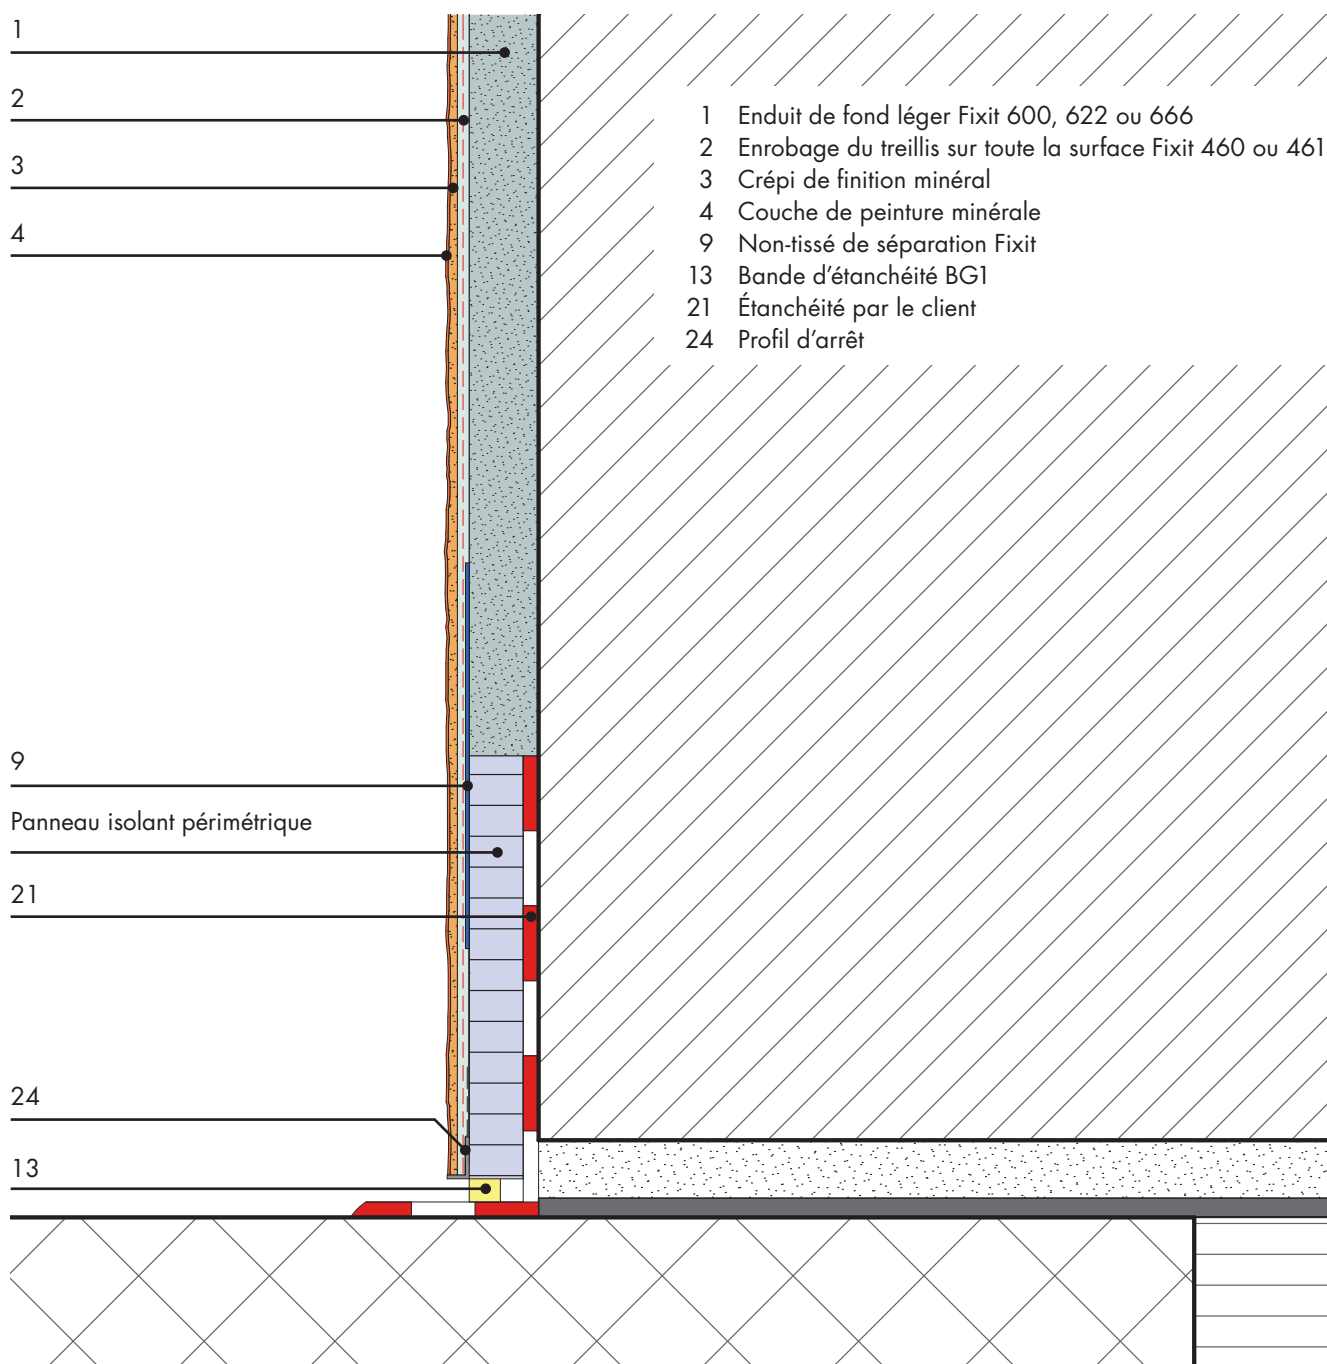 1
2
3
4
1 Enduit de fond léger Fixit 600, 622 ou 666
2 Enrobage du treillis sur toute la surface Fixit 460 ou 461
3 Crépi de finition minéral
4 Couche de peinture minérale
9 Non-tissé de séparation Fixit
13 Bande d’étanchéité BG1
21 Étanchéité par le client
24 Profil d’arrêt
9
Panneau isolant périmétrique
21
24
13